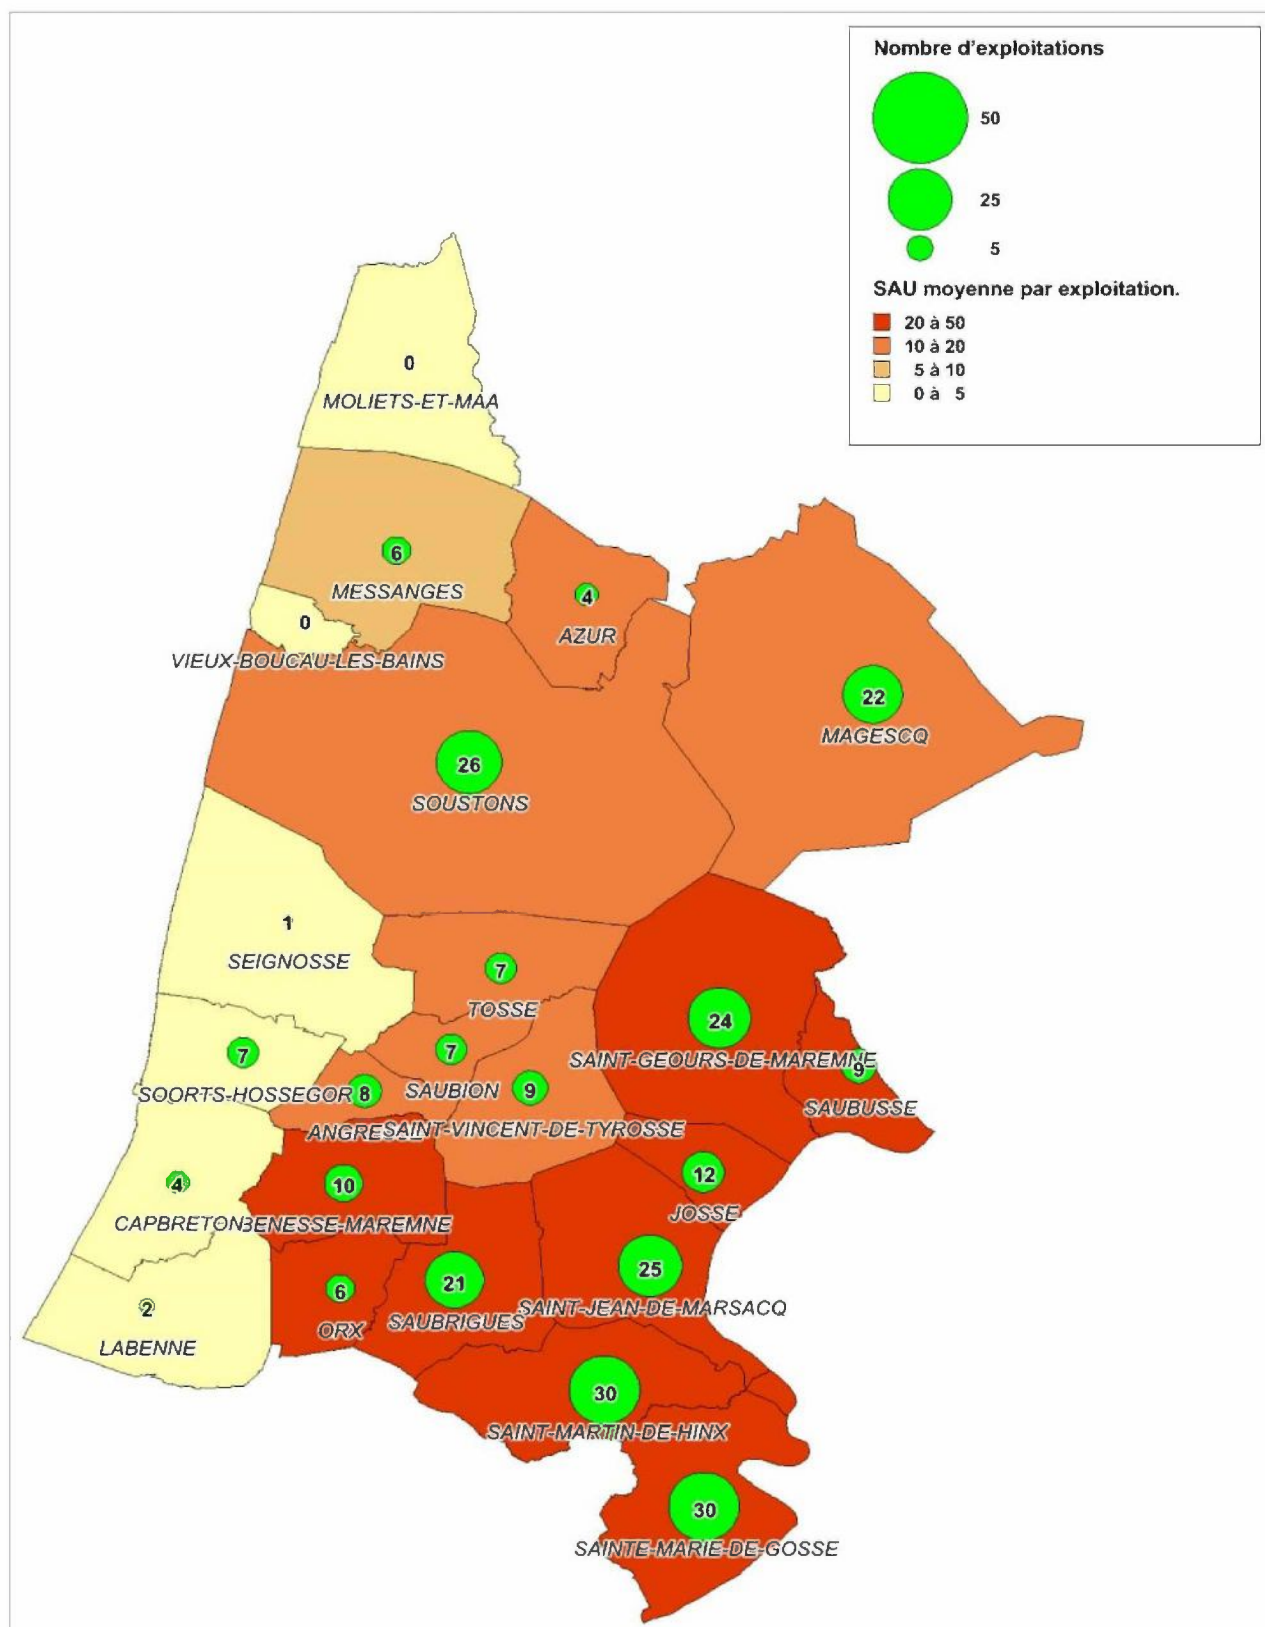 Nombre d'exploitations
50
25
5
SAU moyenne par exploitation.
20 à 50
10 à 20
5 à 10
0 à 5
0
MOLIETS-ET-MAA
6
MESSANGES
4
AZUR
0
VIEUX-BOUCAU-LES-BAINS
22
MAGESCQ
26
SOUSTONS
1
SEIGNOSSE
7
TOSSE
24
SAINT-GEOURS-DE-MAREMNE
7
SOORTS-HOSSEGOR
7
SAUBION
9
SAUBUSSE
8
ANGRE
9
SAINT-VINCENT-DE-TYROSSE
12
JOSSE
4
CAPBRETON
10
BENESSE-MAREMNE
25
SAINT-JEAN-DE-MARSACQ
21
SAUBRIGUES
6
ORX
2
LABENNE
30
SAINT-MARTIN-DE-HINX
30
SAINTE-MARIE-DE-GOSSE